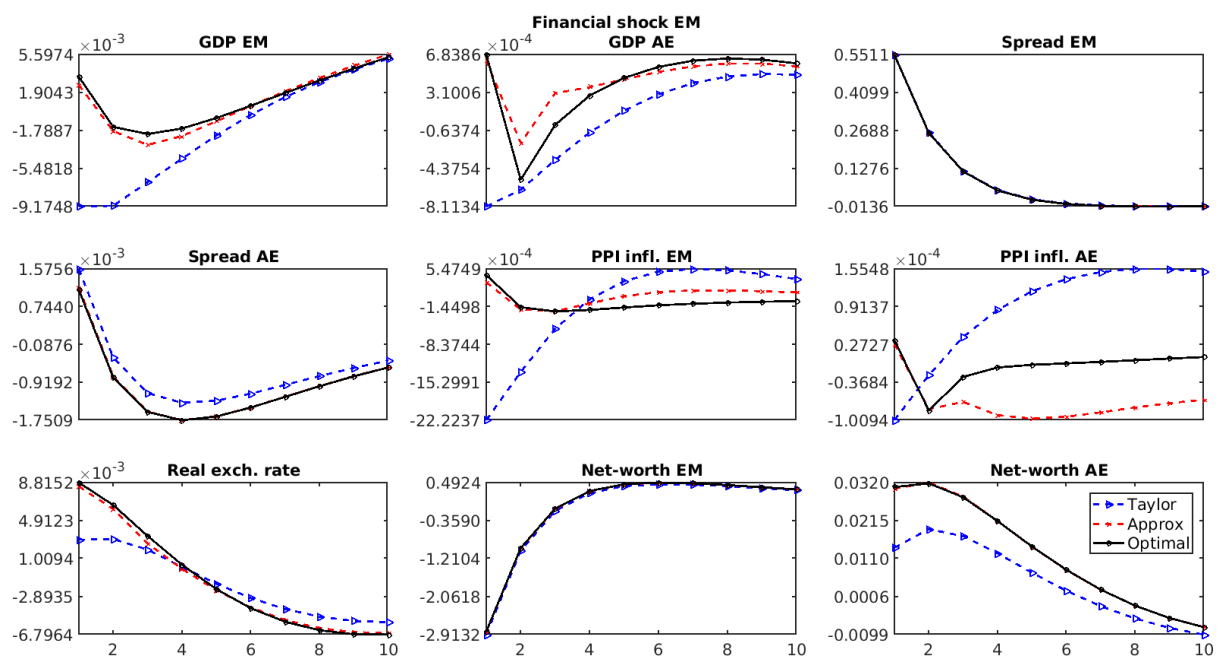 Financial shock EM
×10⁻³ GDP EM
×10⁻⁴ GDP AE
Spread EM
5.5974
1.9043
-1.7887
-5.4818
-9.1748
6.8386
3.1006
-0.6374
-4.3754
-8.1134
0.5511
0.4099
0.2688
0.1276
-0.0136
×10⁻³ Spread AE
×10⁻⁴ PPI infl. EM
×10⁻⁴ PPI infl. AE
1.5756
0.7440
-0.0876
-0.9192
-1.7509
5.4749
-1.4498
-8.3744
-15.2991
-22.2237
1.5548
0.9137
0.2727
-0.3684
-1.0094
×10⁻³ Real exch. rate
Net-worth EM
Net-worth AE
8.8152
4.9123
1.0094
-2.8935
-6.7964
2 4 6 8 10
0.4924
-0.3590
-1.2104
-2.0618
-2.9132
2 4 6 8 10
0.0320
0.0215
0.0110
0.0006
-0.0099
2 4 6 8 10
Taylor
Approx
Optimal